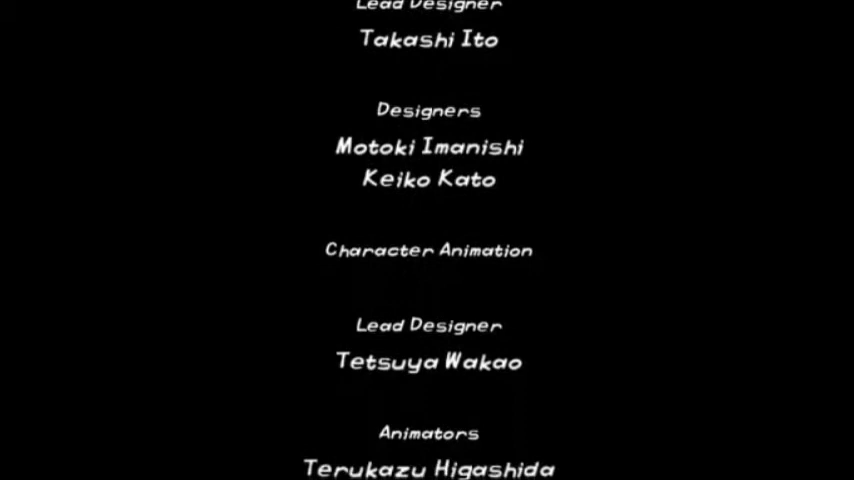 Lead Designer
Takashi Ito
Designers
Motoki Imanishi
Keiko Kato
Character Animation
Lead Designer
Tetsuya Wakao
Animators
Terukazu Higashida